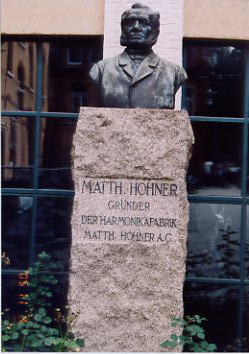 MATTH. HOHNER
GRÜNDER
DER HARMONIKAFABRIK
MATTH. HOHNER A.G.